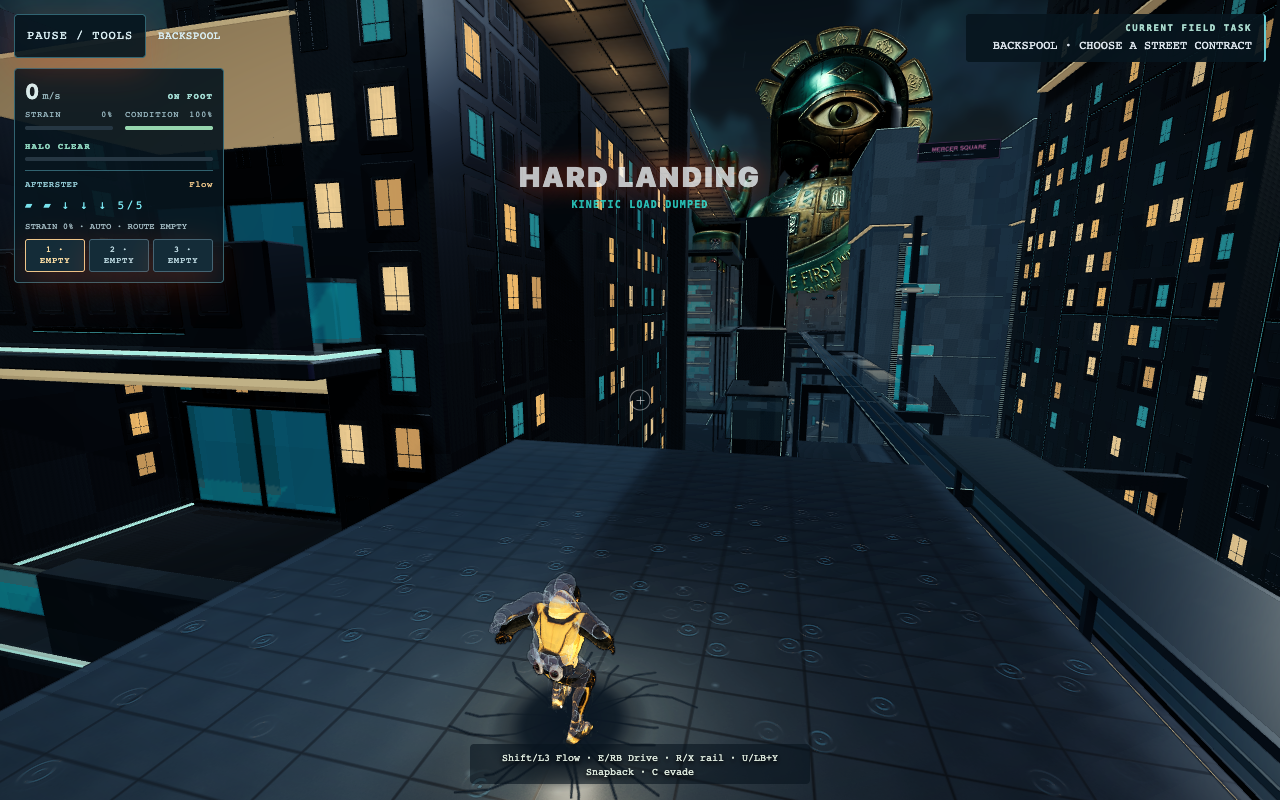 PAUSE / TOOLS
BACKSPOOL
CURRENT FIELD TASK
BACKSPOOL · CHOOSE A STREET CONTRACT
0 m/s
ON FOOT
STRAIN 0%
CONDITION 100%
HALO CLEAR
AFTERSTEP
Flow
5/5
STRAIN 0% · AUTO · ROUTE EMPTY
1 · EMPTY
2 · EMPTY
3 · EMPTY
HARD LANDING
KINETIC LOAD DUMPED
MERCER SQUARE
E FIRST
Shift/L3 Flow · E/RB Drive · R/X rail · U/LB+Y
Snapback · C evade